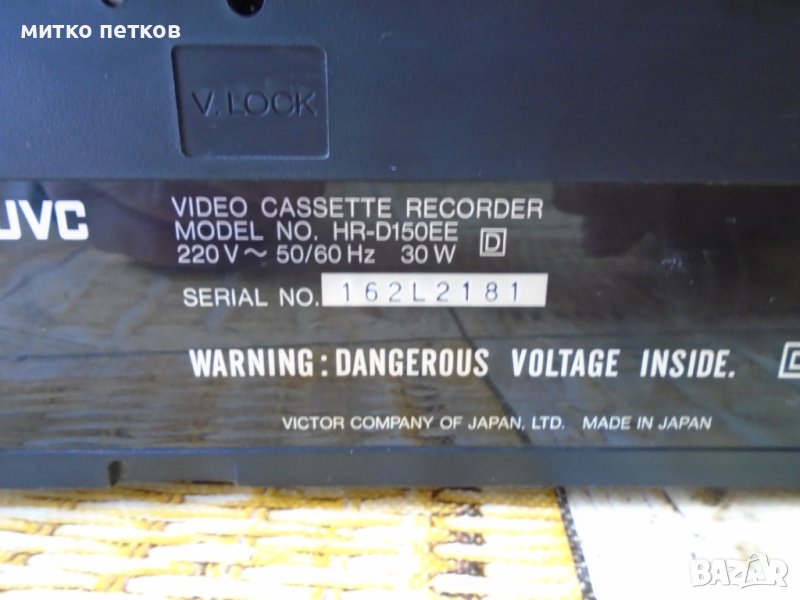 митко петков
V. LOCK
JVC
VIDEO CASSETTE RECORDER
MODEL NO. HR-D150EE D
220 V ~ 50/60 Hz 30 W
SERIAL NO. 162L2181
WARNING: DANGEROUS VOLTAGE INSIDE.
VICTOR COMPANY OF JAPAN, LTD. MADE IN JAPAN
BAZAR